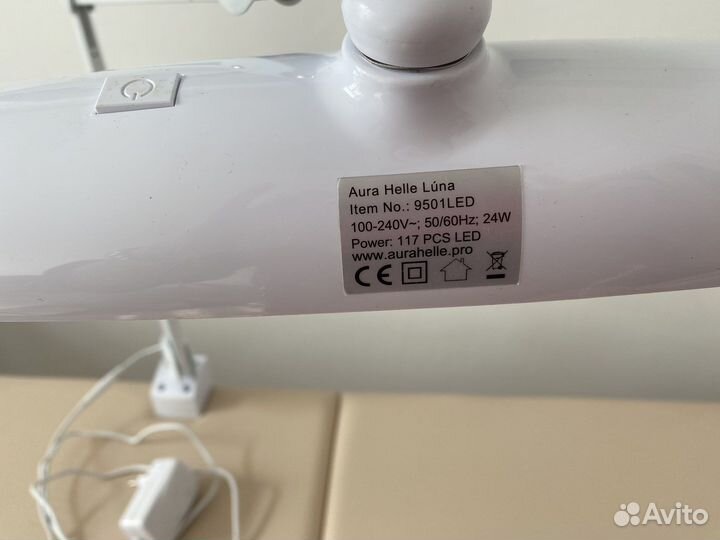 Aura Helle Lúna
Item No.: 9501LED
100-240V~; 50/60Hz; 24W
Power: 117 PCS LED
www.aurahelle.pro
CE
Avito